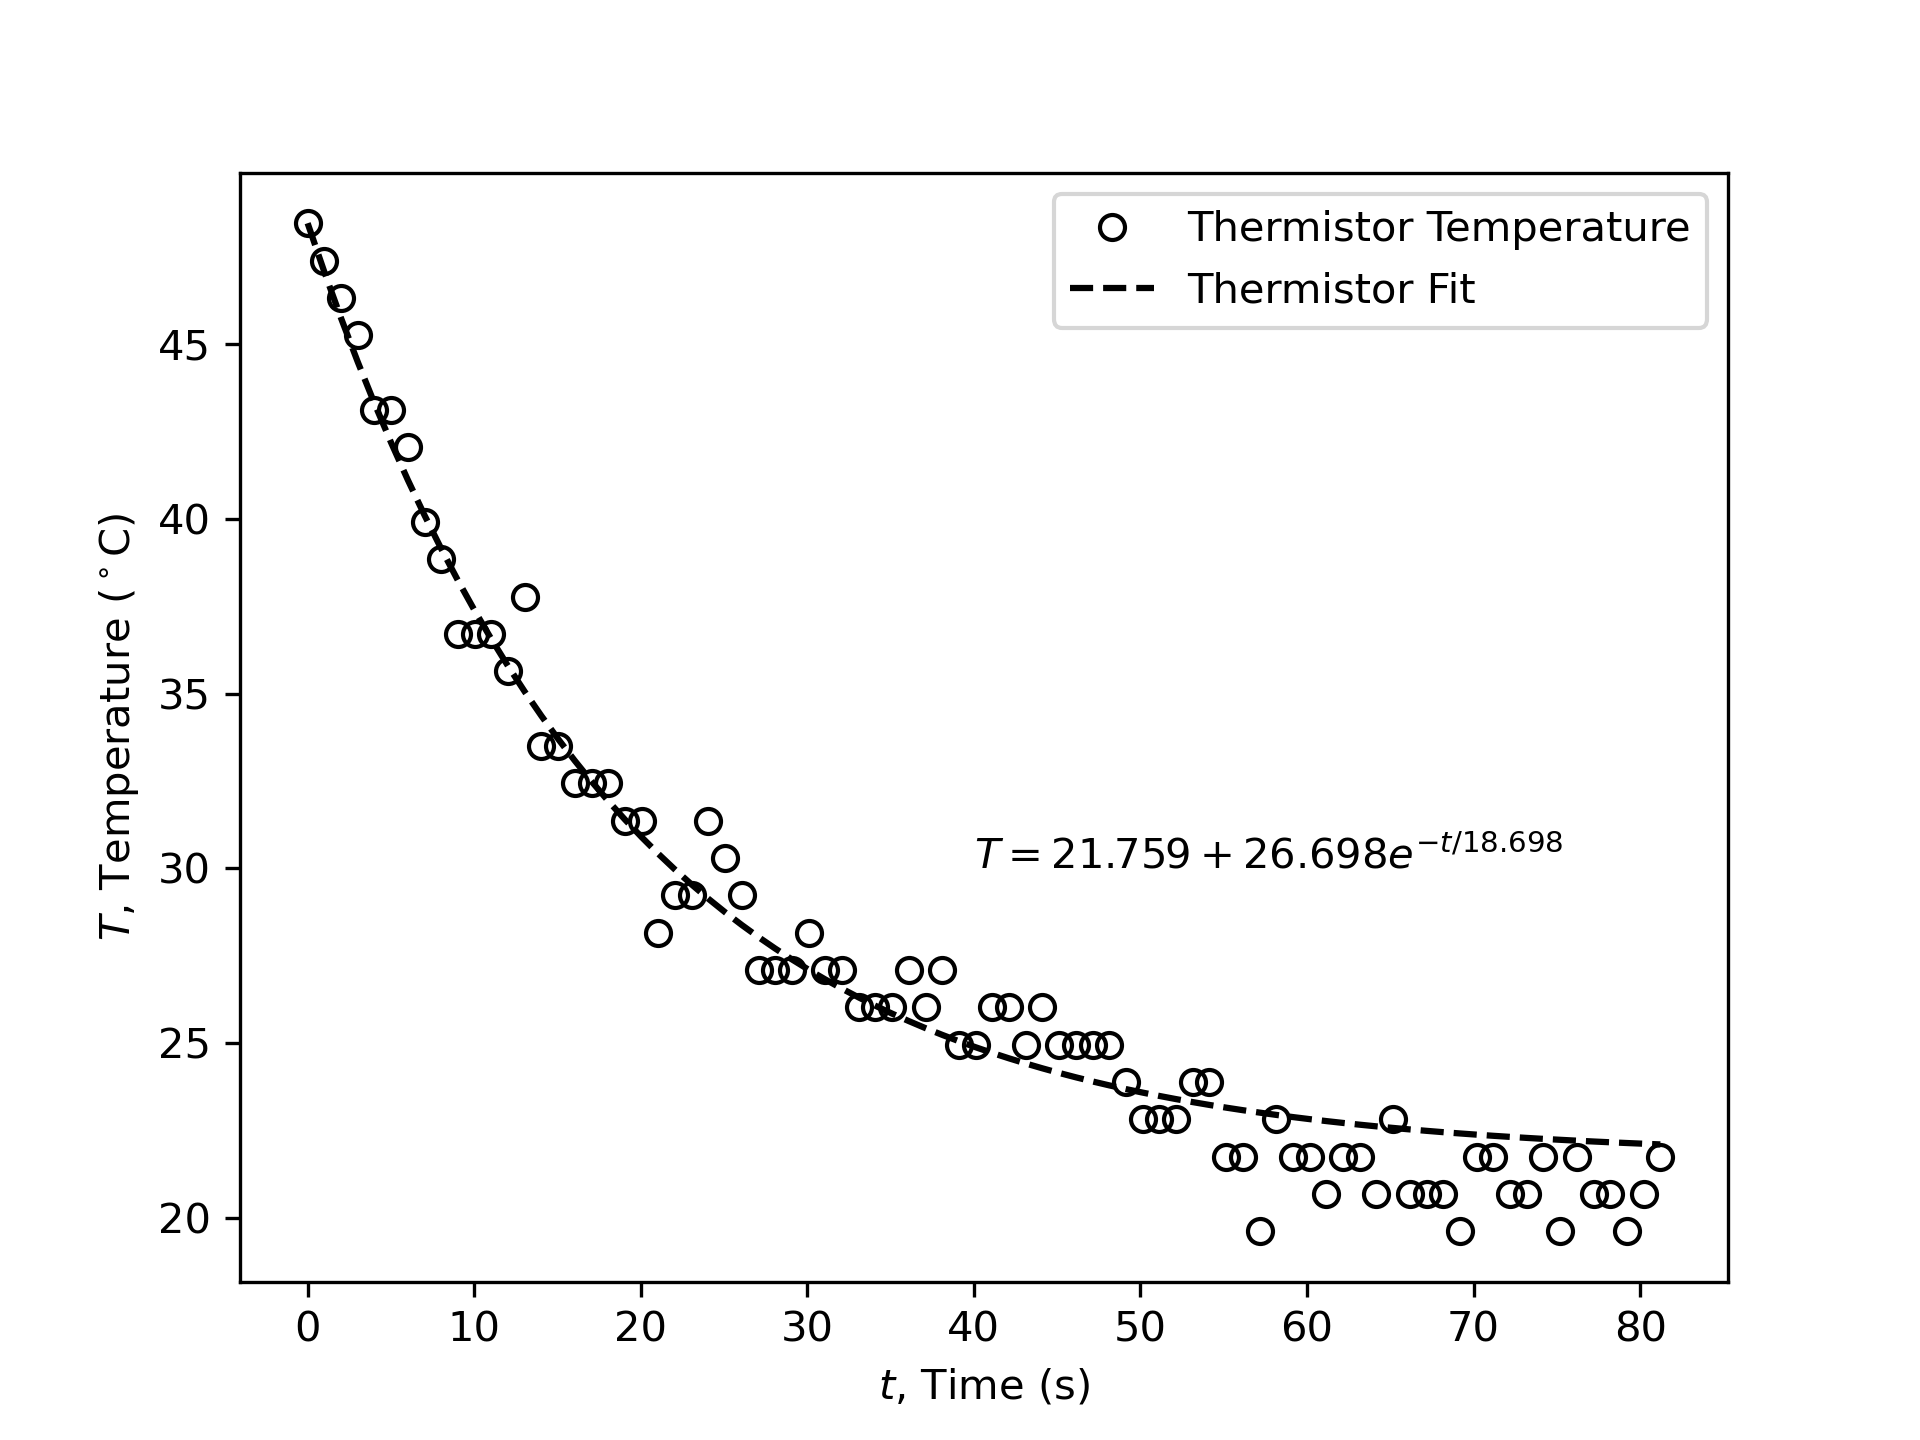 Thermistor Temperature
Thermistor Fit
45
40
35
30
25
20
T, Temperature (°C)
T = 21.759 + 26.698e^{-t/18.698}
0 10 20 30 40 50 60 70 80
t, Time (s)